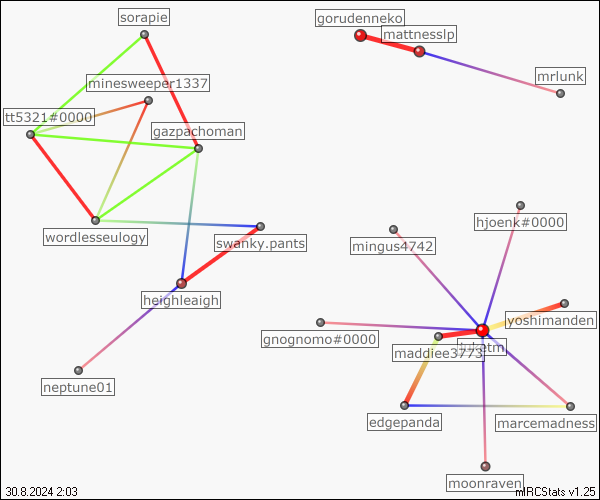 sorapie
gorudenneko
mattnesslp
mrlunk
minesweeper1337
tt5321#0000
gazpachoman
wordlesseulogy
swanky.pants
heighleaigh
neptune01
hjoenk#0000
mingus4742
yoshimanden
gnognomo#0000
maddiee3773
edgepanda
marcemadness
moonraven
30.8.2024 2:03
mIRCStats v1.25